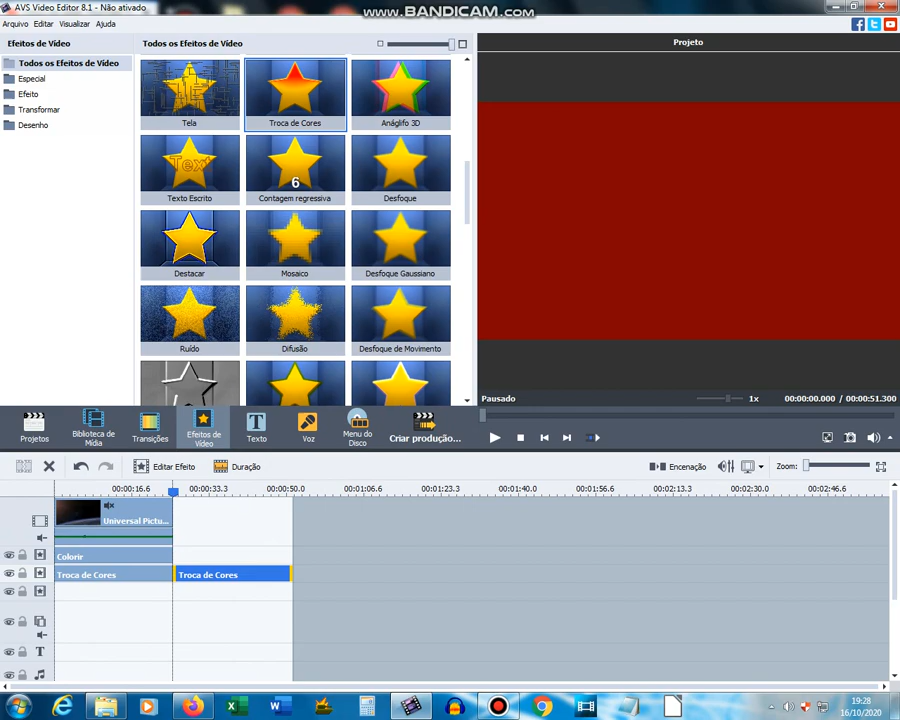 AVS Video Editor 8.1 - Não ativado
www.BANDICAM.com
Arquivo Editar Visualizar Ajuda
Efeitos de Vídeo
Todos os Efeitos de Vídeo
Projeto
Todos os Efeitos de Vídeo
Especial
Efeito
Transformar
Desenho
Tela
Troca de Cores
Anáglifo 3D
Text
6
Texto Escrito
Contagem regressiva
Desfoque
Destacar
Mosaico
Desfoque Gaussiano
Ruído
Difusão
Desfoque de Movimento
Pausado
1x
00:00:00.000 / 00:00:51.300
Projetos
Biblioteca de Mídia
Transições
Efeitos de Vídeo
Texto
Voz
Menu do Disco
Criar produção...
Editar Efeito
Duração
Encenação
Zoom:
00:00:16.6 00:00:33.3 00:00:50.0 00:01:06.6 00:01:23.3 00:01:40.0 00:01:56.6 00:02:13.3 00:02:30.0 00:02:46.6
Universal Pictu...
Colorir
Troca de Cores
Troca de Cores
T
19:28
16/10/2020